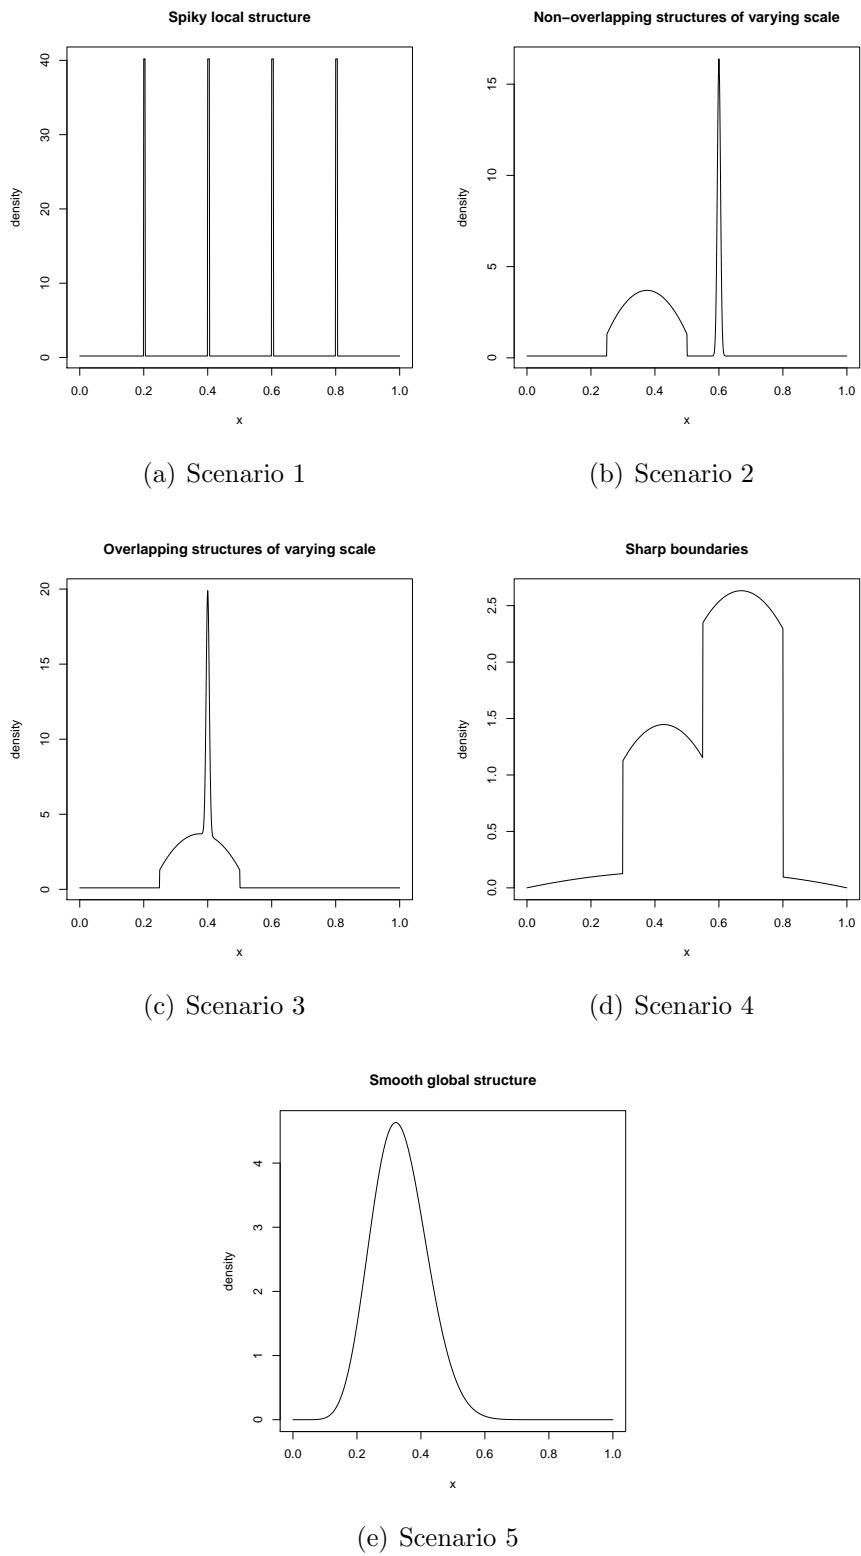 Spiky local structure
density
0 10 20 30 40
0.0 0.2 0.4 0.6 0.8 1.0
x
(a) Scenario 1
Non−overlapping structures of varying scale
density
0 5 10 15
0.0 0.2 0.4 0.6 0.8 1.0
x
(b) Scenario 2
Overlapping structures of varying scale
density
0 5 10 15 20
0.0 0.2 0.4 0.6 0.8 1.0
x
(c) Scenario 3
Sharp boundaries
density
0.0 0.5 1.0 1.5 2.0 2.5
0.0 0.2 0.4 0.6 0.8 1.0
x
(d) Scenario 4
Smooth global structure
density
0 1 2 3 4
0.0 0.2 0.4 0.6 0.8 1.0
x
(e) Scenario 5